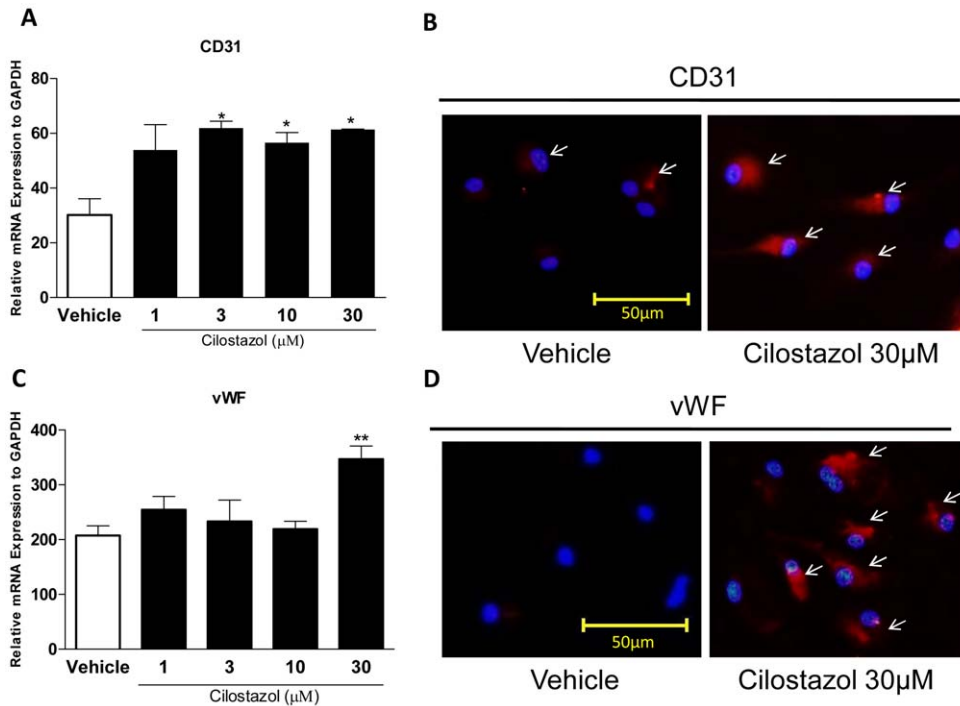 A
CD31
Relative mRNA Expression to GAPDH
80
60
40
20
0
*
*
*
Vehicle
1
3
10
30
Cilostazol (μM)
B
CD31
50μm
Vehicle
Cilostazol 30μM
C
vWF
Relative mRNA Expression to GAPDH
400
300
200
100
0
**
Vehicle
1
3
10
30
Cilostazol (μM)
D
vWF
50μm
Vehicle
Cilostazol 30μM